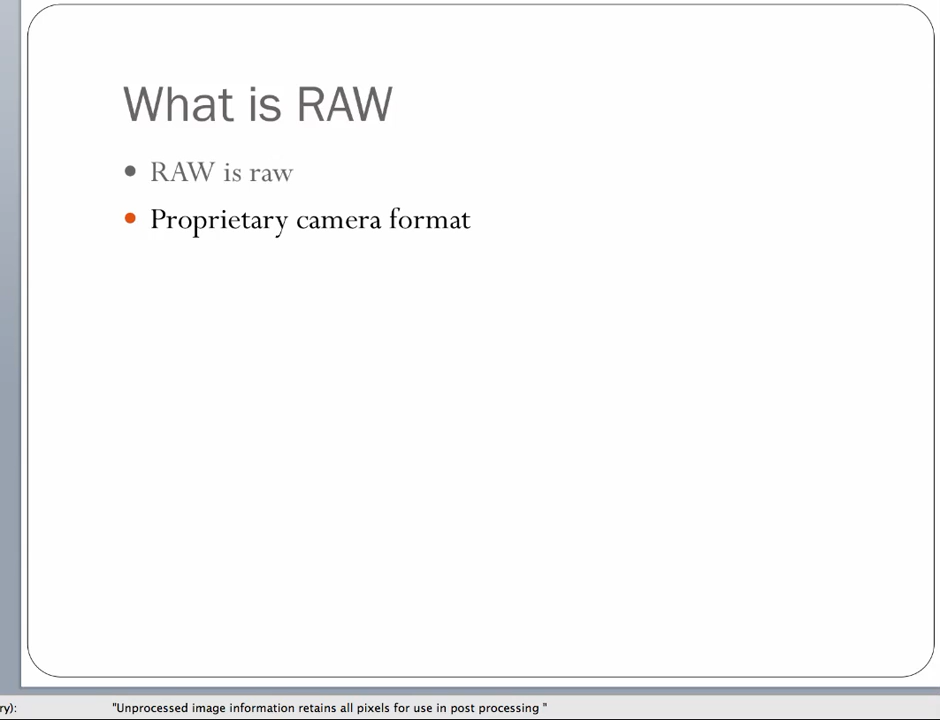 What is RAW
• RAW is raw
• Proprietary camera format
ry): "Unprocessed image information retains all pixels for use in post processing "